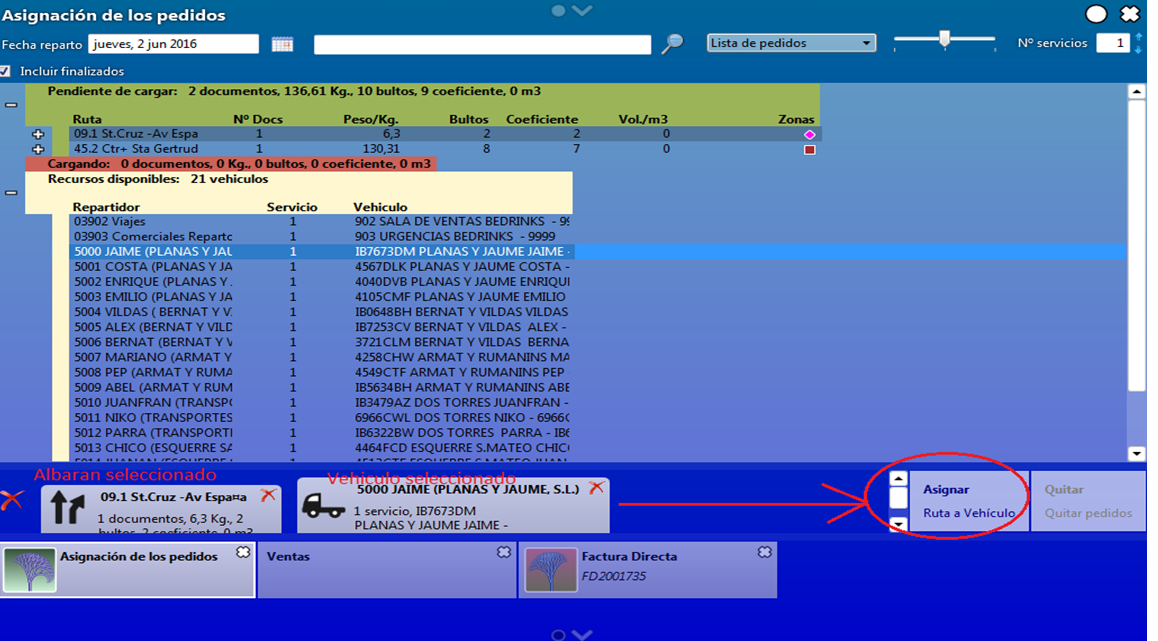 Asignación de los pedidos
Fecha reparto jueves, 2 jun 2016 Lista de pedidos Nº servicios 1
Incluir finalizados
Pendiente de cargar: 2 documentos, 136,61 Kg., 10 bultos, 9 coeficiente, 0 m3
Ruta Nº Docs Peso/Kg. Bultos Coeficiente Vol./m3 Zonas
09.1 St.Cruz -Av Espa 1 6,3 2 2 0
45.2 Ctr+ Sta Gertrud 1 130,31 8 7 0
Cargando: 0 documentos, 0 Kg., 0 bultos, 0 coeficiente, 0 m3
Recursos disponibles: 21 vehiculos
Repartidor Servicio Vehiculo
03902 Viajes 1 902 SALA DE VENTAS BEDRINKS - 99
03903 Comerciales Repartc 1 903 URGENCIAS BEDRINKS - 9999
5000 JAIME (PLANAS Y JAU 1 IB7673DM PLANAS Y JAUME JAIME -
5001 COSTA (PLANAS Y JA 1 4567DLK PLANAS Y JAUME COSTA -
5002 ENRIQUE (PLANAS Y 1 4040DVB PLANAS Y JAUME ENRIQUI
5003 EMILIO (PLANAS Y JA 1 4105CMF PLANAS Y JAUME EMILIO
5004 VILDAS ( BERNAT Y V 1 IB0648BH BERNAT Y VILDAS VILDAS
5005 ALEX (BERNAT Y VILD 1 IB7253CV BERNAT Y VILDAS ALEX -
5006 BERNAT (BERNAT Y V 1 3721CLM BERNAT Y VILDAS BERNA
5007 MARIANO (ARMAT Y 1 4258CHW ARMAT Y RUMANINS MA
5008 PEP (ARMAT Y RUMA 1 4549CTF ARMAT Y RUMANINS PEP
5009 ABEL (ARMAT Y RUM 1 IB5634BH ARMAT Y RUMANINS ABE
5010 JUANFRAN (TRANSP 1 IB3479AZ DOS TORRES JUANFRAN -
5011 NIKO (TRANSPORTES 1 6966CWL DOS TORRES NIKO - 6966C
5012 PARRA (TRANSPORTI 1 IB6322BW DOS TORRES PARRA - IB6
5013 CHICO (ESQUERRE SA 1 4464FCD ESQUERRE S.MATEO CHIC
Albaran seleccionado
Vehiculo seleccionado
09.1 St.Cruz -Av Espa¤a
1 documentos, 6,3 Kg., 2
bultos, 2 coeficiente, 0 m3
5000 JAIME (PLANAS Y JAUME, S.L.)
1 servicio, IB7673DM
PLANAS Y JAUME JAIME -
Asignar
Ruta a Vehículo
Quitar
Quitar pedidos
Asignación de los pedidos
Ventas
Factura Directa
FD2001735